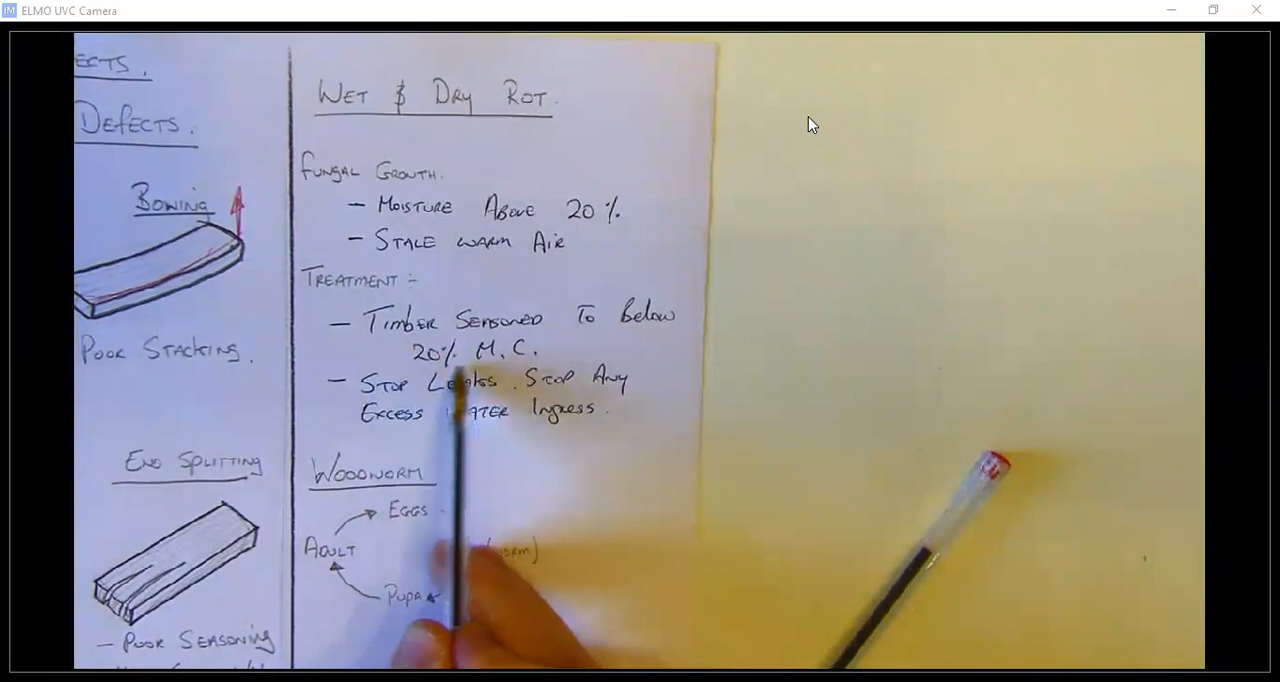 ELMO UVC Camera
ECTS.
DEFECTS.
BOWING
POOR STACKING.
END SPLITTING
- POOR SEASONING
WET & DRY ROT.
FUNGAL GROWTH.
- MOISTURE ABOVE 20%
- STALE WARM AIR
TREATMENT :-
- TIMBER SEASONED TO BELOW
20% M.C.
- STOP LEAKS. STOP ANY
EXCESS WATER INGRESS.
WOODWORM
EGGS
ADULT
PUPA